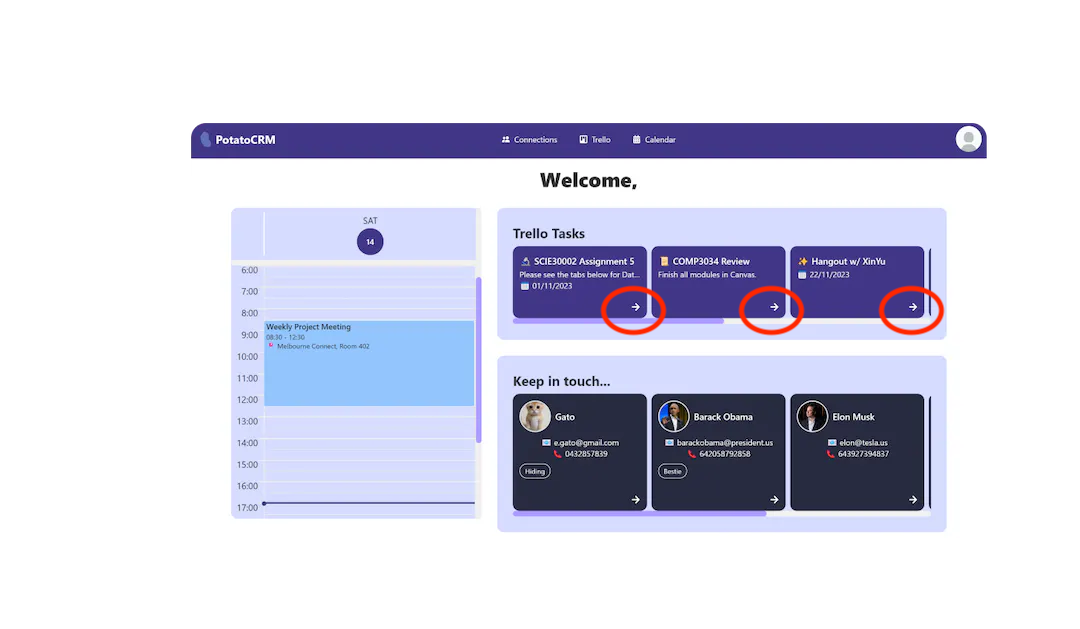 PotatoCRM
Connections
Trello
Calendar
Welcome,
SAT
14
6:00
7:00
8:00
9:00
10:00
11:00
12:00
13:00
14:00
15:00
16:00
17:00
Weekly Project Meeting
08:30 - 12:30
Melbourne Connect, Room 402
Trello Tasks
SCIE30002 Assignment 5
Please see the tabs below for Dat...
01/11/2023
COMP3034 Review
Finish all modules in Canvas.
Hangout w/ XinYu
22/11/2023
Keep in touch...
Gato
e.gato@gmail.com
0432857839
Hiding
Barack Obama
barackobama@president.us
642058792858
Bestie
Elon Musk
elon@tesla.us
643927394837